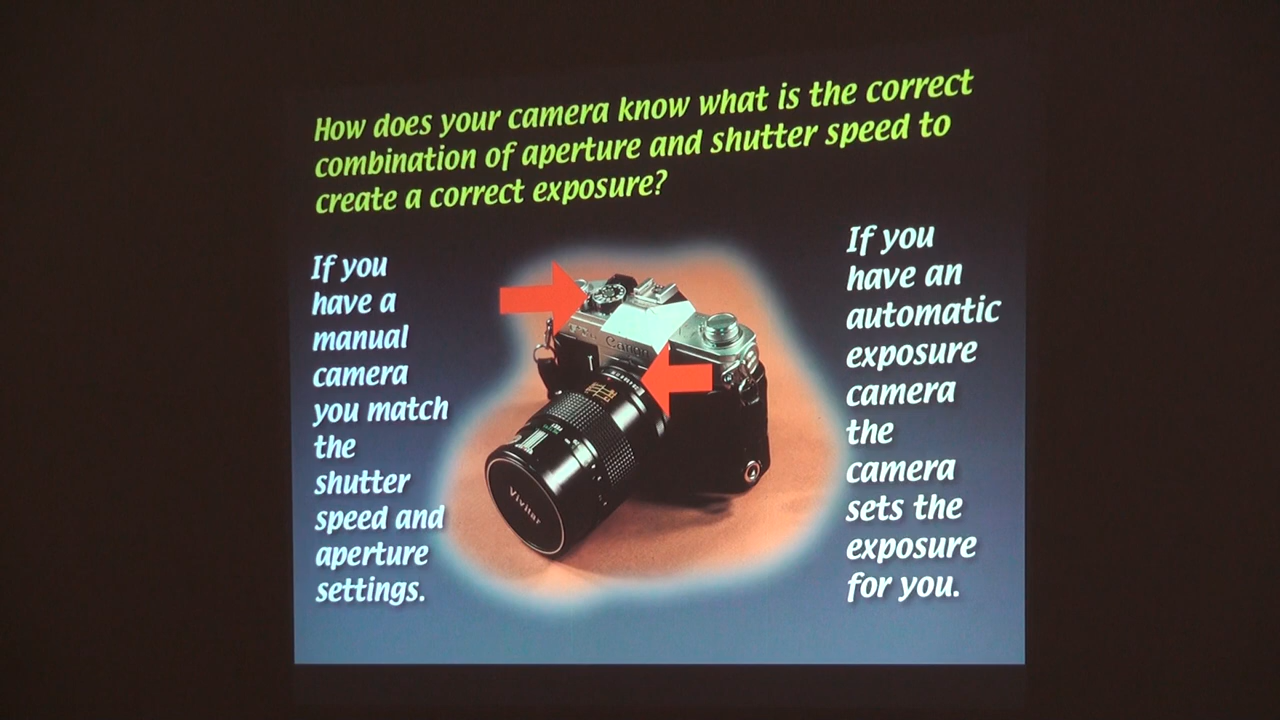 How does your camera know what is the correct
combination of aperture and shutter speed to
create a correct exposure?
If you
have a
manual
camera
you match
the
shutter
speed and
aperture
settings.
Canon
Vivitar
If you
have an
automatic
exposure
camera
the
camera
sets the
exposure
for you.